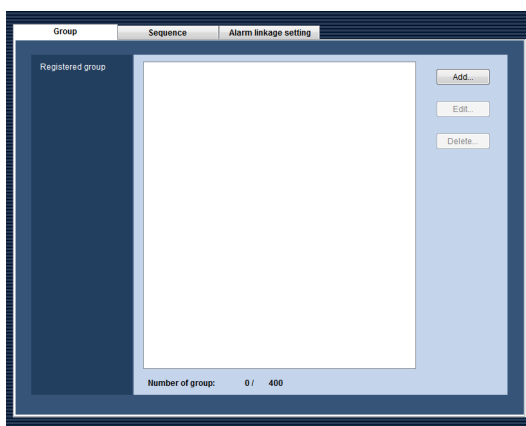 Group Sequence Alarm linkage setting
Registered group
Add...
Edit...
Delete...
Number of group: 0 / 400